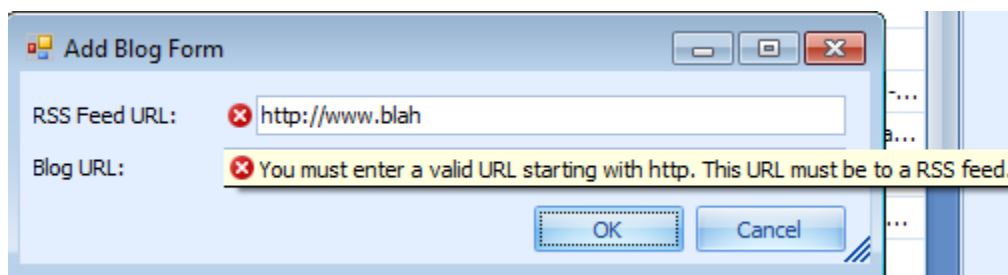 Add Blog Form
RSS Feed URL:
http://www.blah
Blog URL:
You must enter a valid URL starting with http. This URL must be to a RSS feed.
OK
Cancel